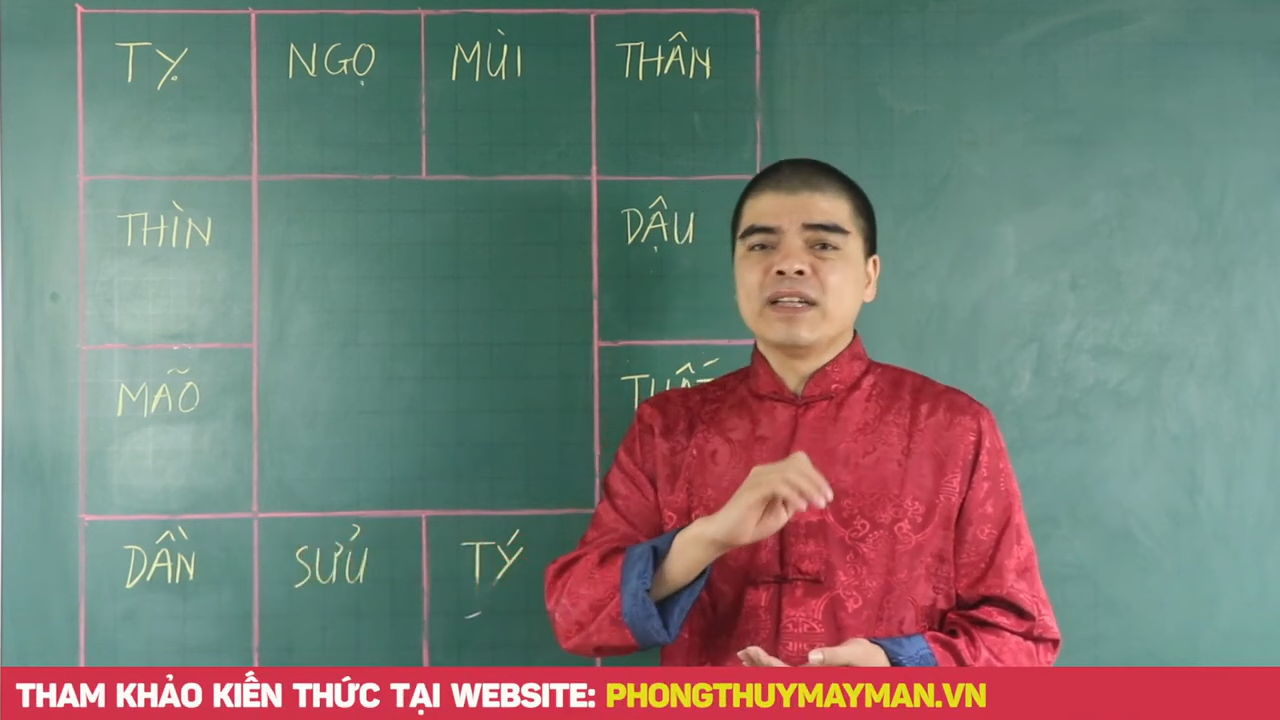 TỴ NGỌ MÙI THÂN
THÌN DẬU
MÃO
DẦN SỬU TÝ
THAM KHẢO KIẾN THỨC TẠI WEBSITE: PHONGTHUYMAYMAN.VN